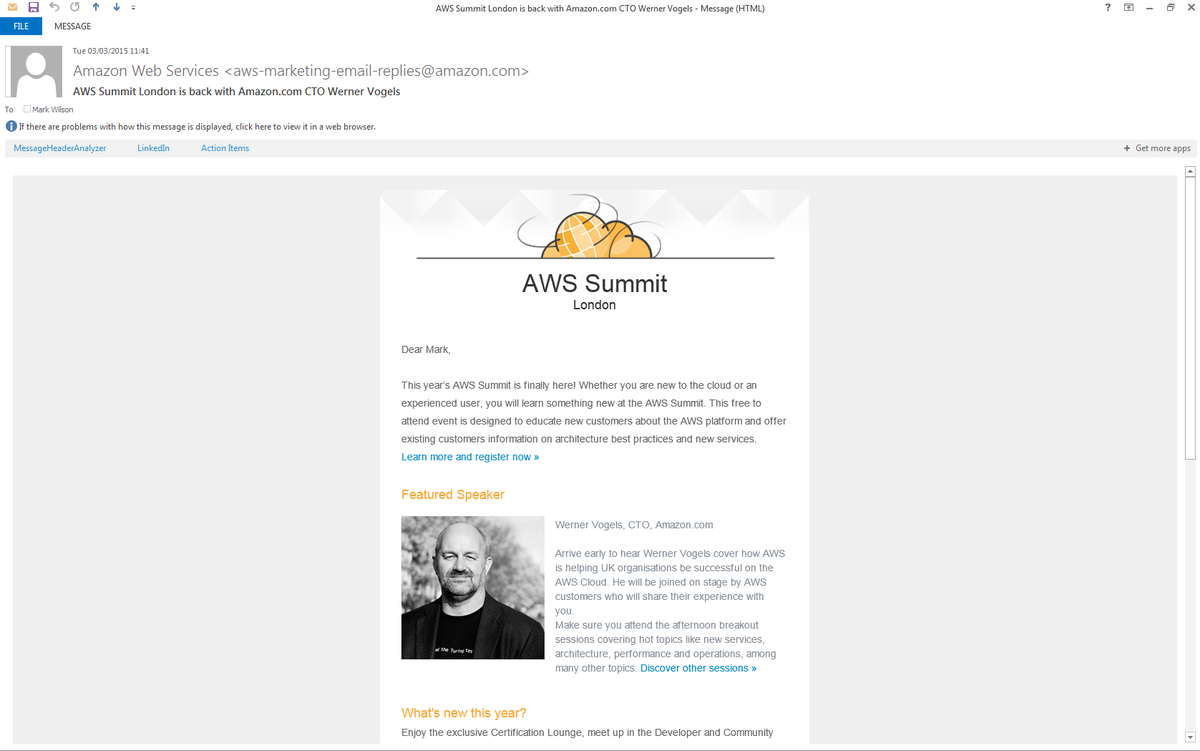 AWS Summit London is back with Amazon.com CTO Werner Vogels - Message (HTML)
?
FILE
MESSAGE
Tue 03/03/2015 11:41
Amazon Web Services <aws-marketing-email-replies@amazon.com>
AWS Summit London is back with Amazon.com CTO Werner Vogels
To
Mark Wilson
If there are problems with how this message is displayed, click here to view it in a web browser.
MessageHeaderAnalyzer
LinkedIn
Action Items
+ Get more apps
AWS Summit
London
Dear Mark,
This year's AWS Summit is finally here! Whether you are new to the cloud or an
experienced user, you will learn something new at the AWS Summit. This free to
attend event is designed to educate new customers about the AWS platform and offer
existing customers information on architecture best practices and new services.
Learn more and register now »
Featured Speaker
Werner Vogels, CTO, Amazon.com
Arrive early to hear Werner Vogels cover how AWS
is helping UK organisations be successful on the
AWS Cloud. He will be joined on stage by AWS
customers who will share their experience with
you.
Make sure you attend the afternoon breakout
sessions covering hot topics like new services,
architecture, performance and operations, among
many other topics. Discover other sessions »
the Turing
What's new this year?
Enjoy the exclusive Certification Lounge, meet up in the Developer and Community